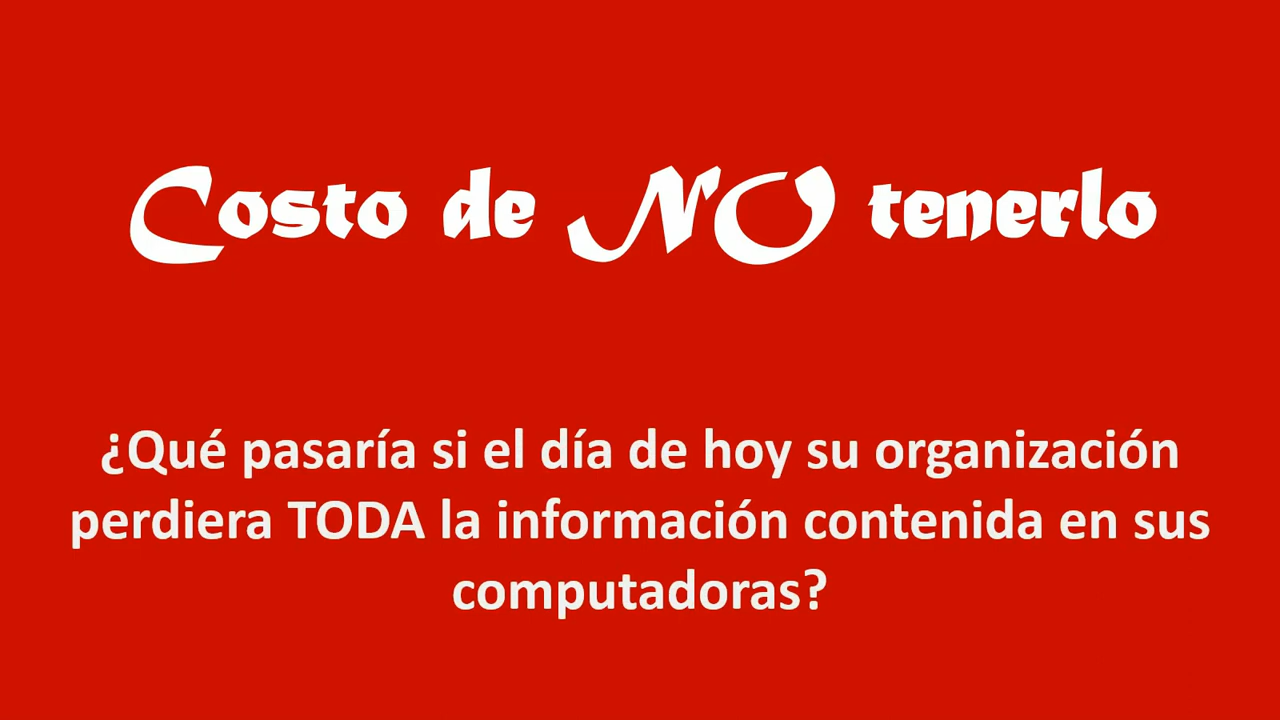 Costo de NO tenerlo
¿Qué pasaría si el día de hoy su organización
perdiera TODA la información contenida en sus
computadoras?